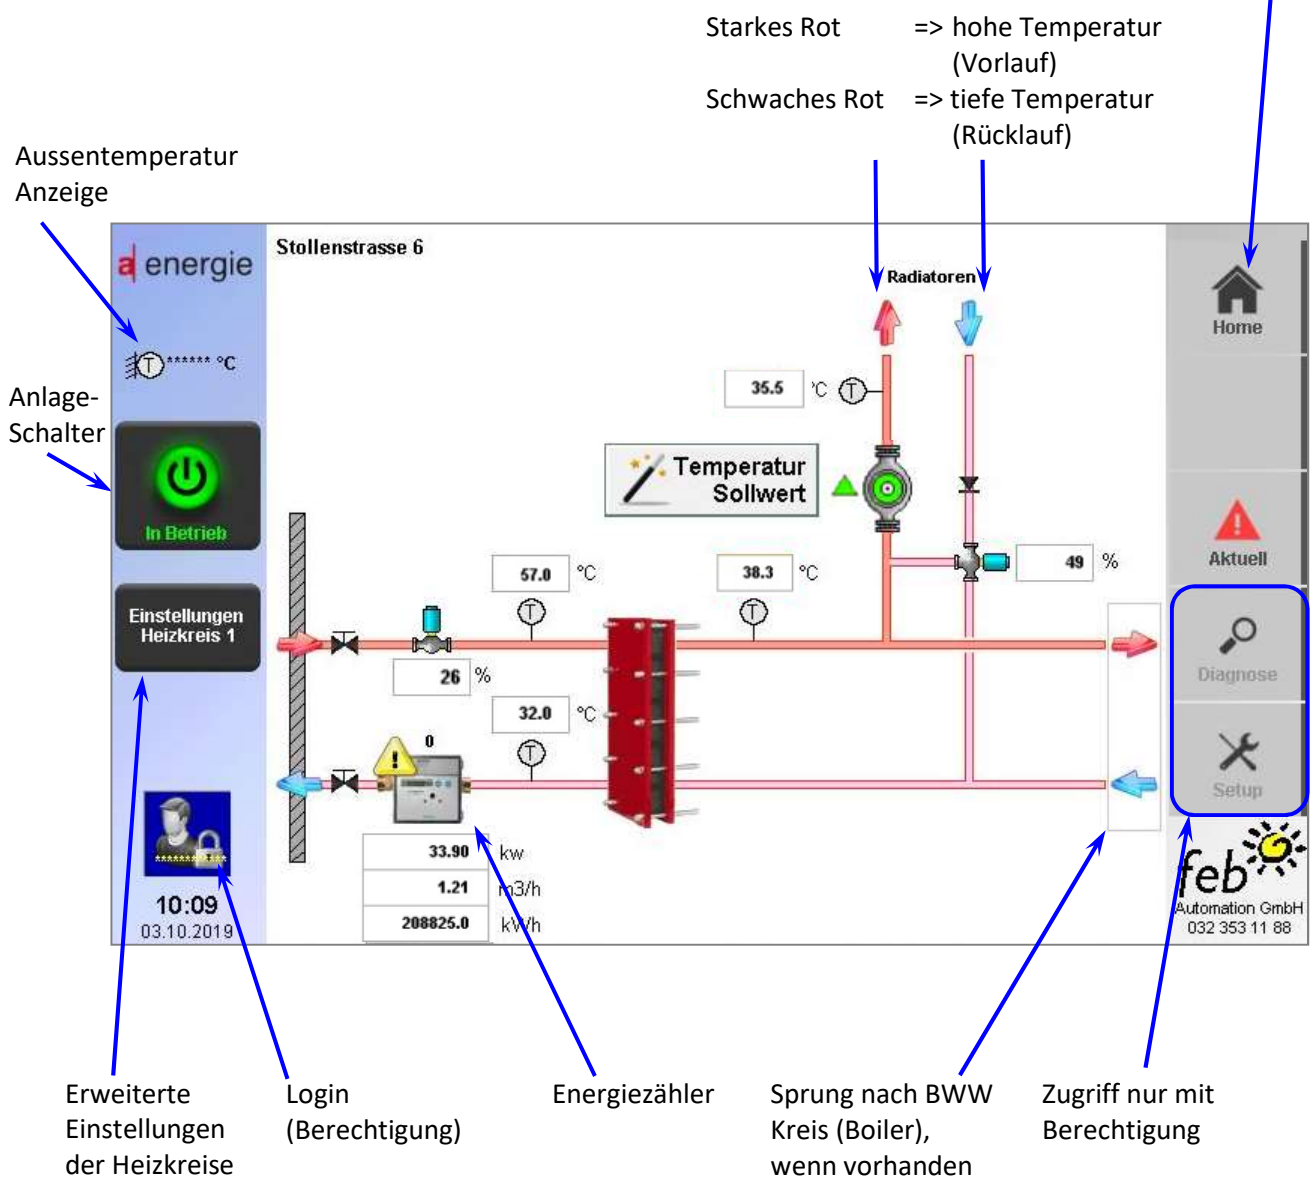 Starkes Rot => hohe Temperatur
(Vorlauf)
Schwaches Rot => tiefe Temperatur
(Rücklauf)
Aussentemperatur
Anzeige
a energie
Stollenstrasse 6
Radiatoren
Home
T ****** °C
35.5 °C T
Anlage-
Schalter
In Betrieb
Temperatur
Sollwert
Aktuell
57.0 °C
T
38.3 °C
T
49 %
Einstellungen
Heizkreis 1
26 %
Diagnose
32.0 °C
T
0
Setup
33.90 kw
1.21 m3/h
208825.0 kWh
10:09
03.10.2019
feb
Automation GmbH
032 353 11 88
Erweiterte
Einstellungen
der Heizkreise
Login
(Berechtigung)
Energiezähler
Sprung nach BWW
Kreis (Boiler),
wenn vorhanden
Zugriff nur mit
Berechtigung